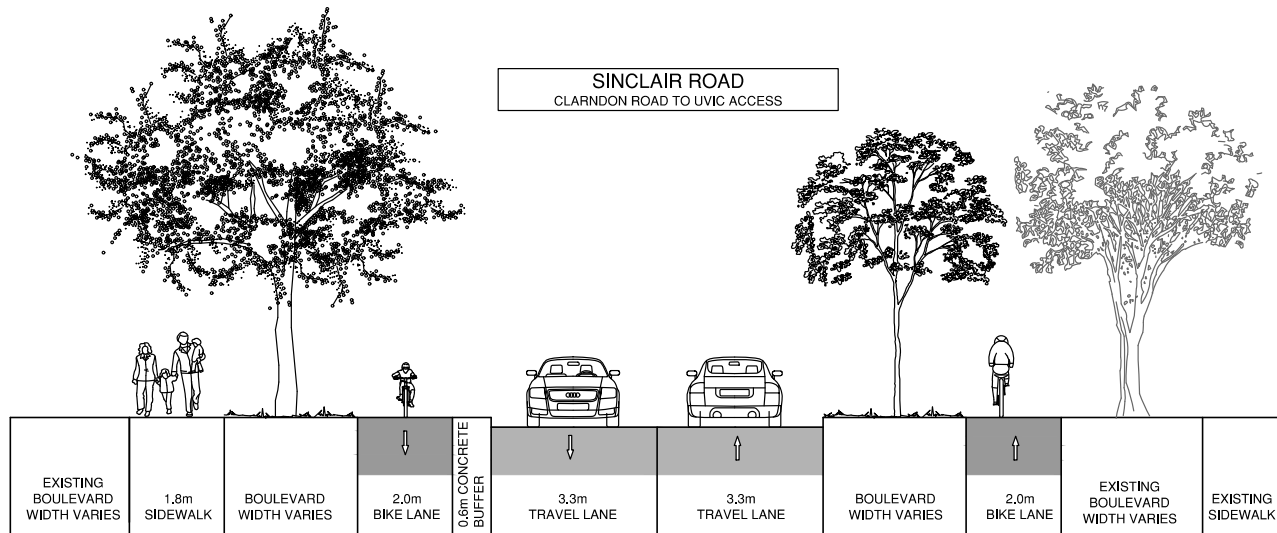 SINCLAIR ROAD
CLARNDON ROAD TO UVIC ACCESS
EXISTING
BOULEVARD
WIDTH VARIES
1.8m
SIDEWALK
BOULEVARD
WIDTH VARIES
2.0m
BIKE LANE
0.6m CONCRETE
BUFFER
3.3m
TRAVEL LANE
3.3m
TRAVEL LANE
BOULEVARD
WIDTH VARIES
2.0m
BIKE LANE
EXISTING
BOULEVARD
WIDTH VARIES
EXISTING
SIDEWALK